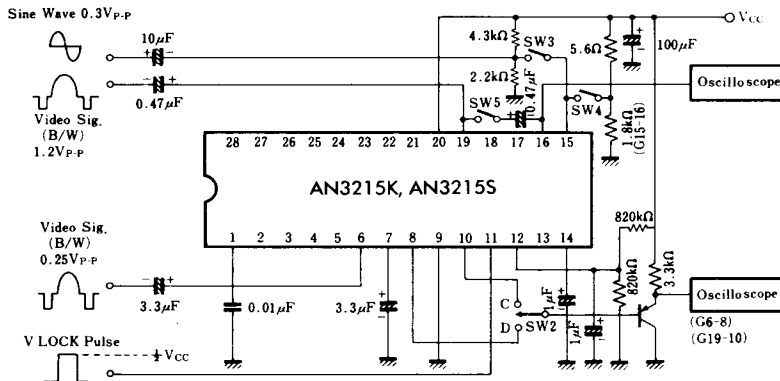 Sine Wave 0.3VP-P
10μF
0.47μF
Video Sig.
(B/W)
1.2VP-P
4.3kΩ
2.2kΩ
SW3
SW5
0.47μF
5.6Ω
SW4
100μF
VCC
1.8kΩ
(G15-16)
Oscilloscope
28 27 26 25 24 23 22 21 20 19 18 17 16 15
AN3215K, AN3215S
1 2 3 4 5 6 7 8 9 10 11 12 13 14
Video Sig.
(B/W)
0.25VP-P
3.3μF
0.01μF
3.3μF
C
D
SW2
1μF
1μF
820kΩ
820kΩ
3.3kΩ
Oscilloscope
(G6-8)
(G19-10)
V LOCK Pulse
VCC